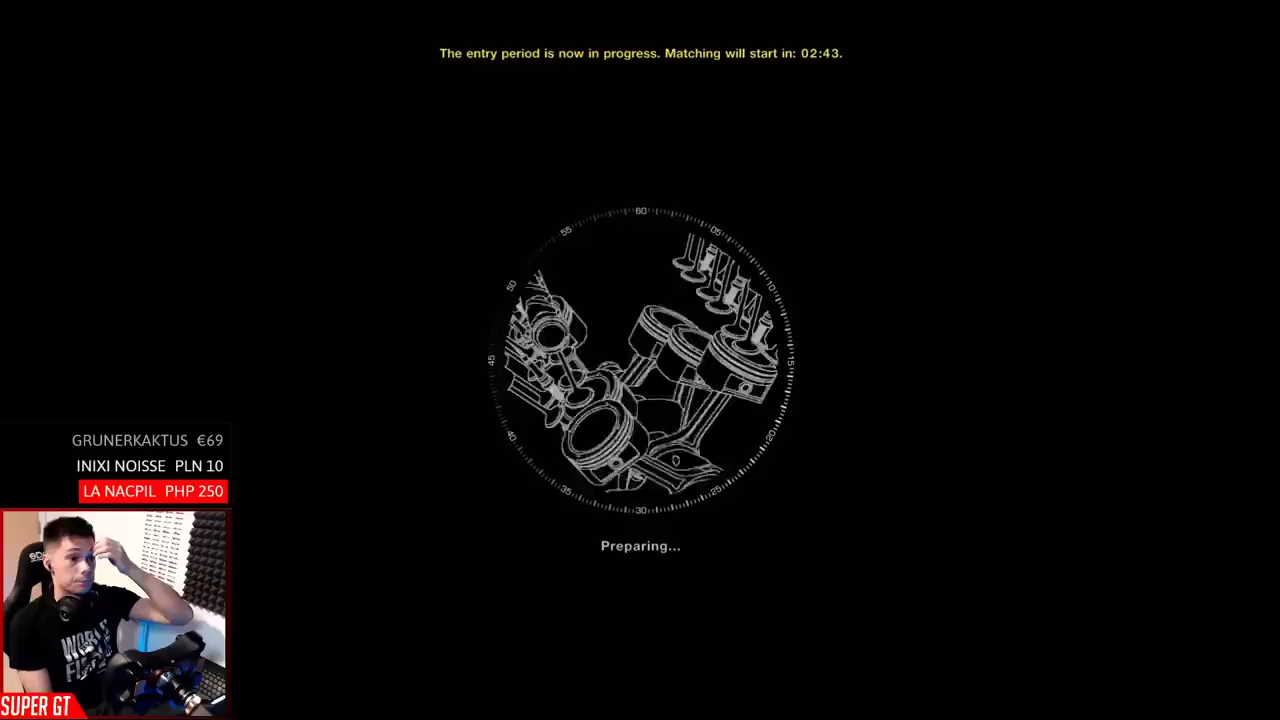 The entry period is now in progress. Matching will start in: 02:43.
60
55
05
50
10
45
15
40
20
35
25
30
Preparing...
GRUNERKAKTUS €69
INIXI NOISSE PLN 10
LA NACPIL PHP 250
WORLD
SUPER GT